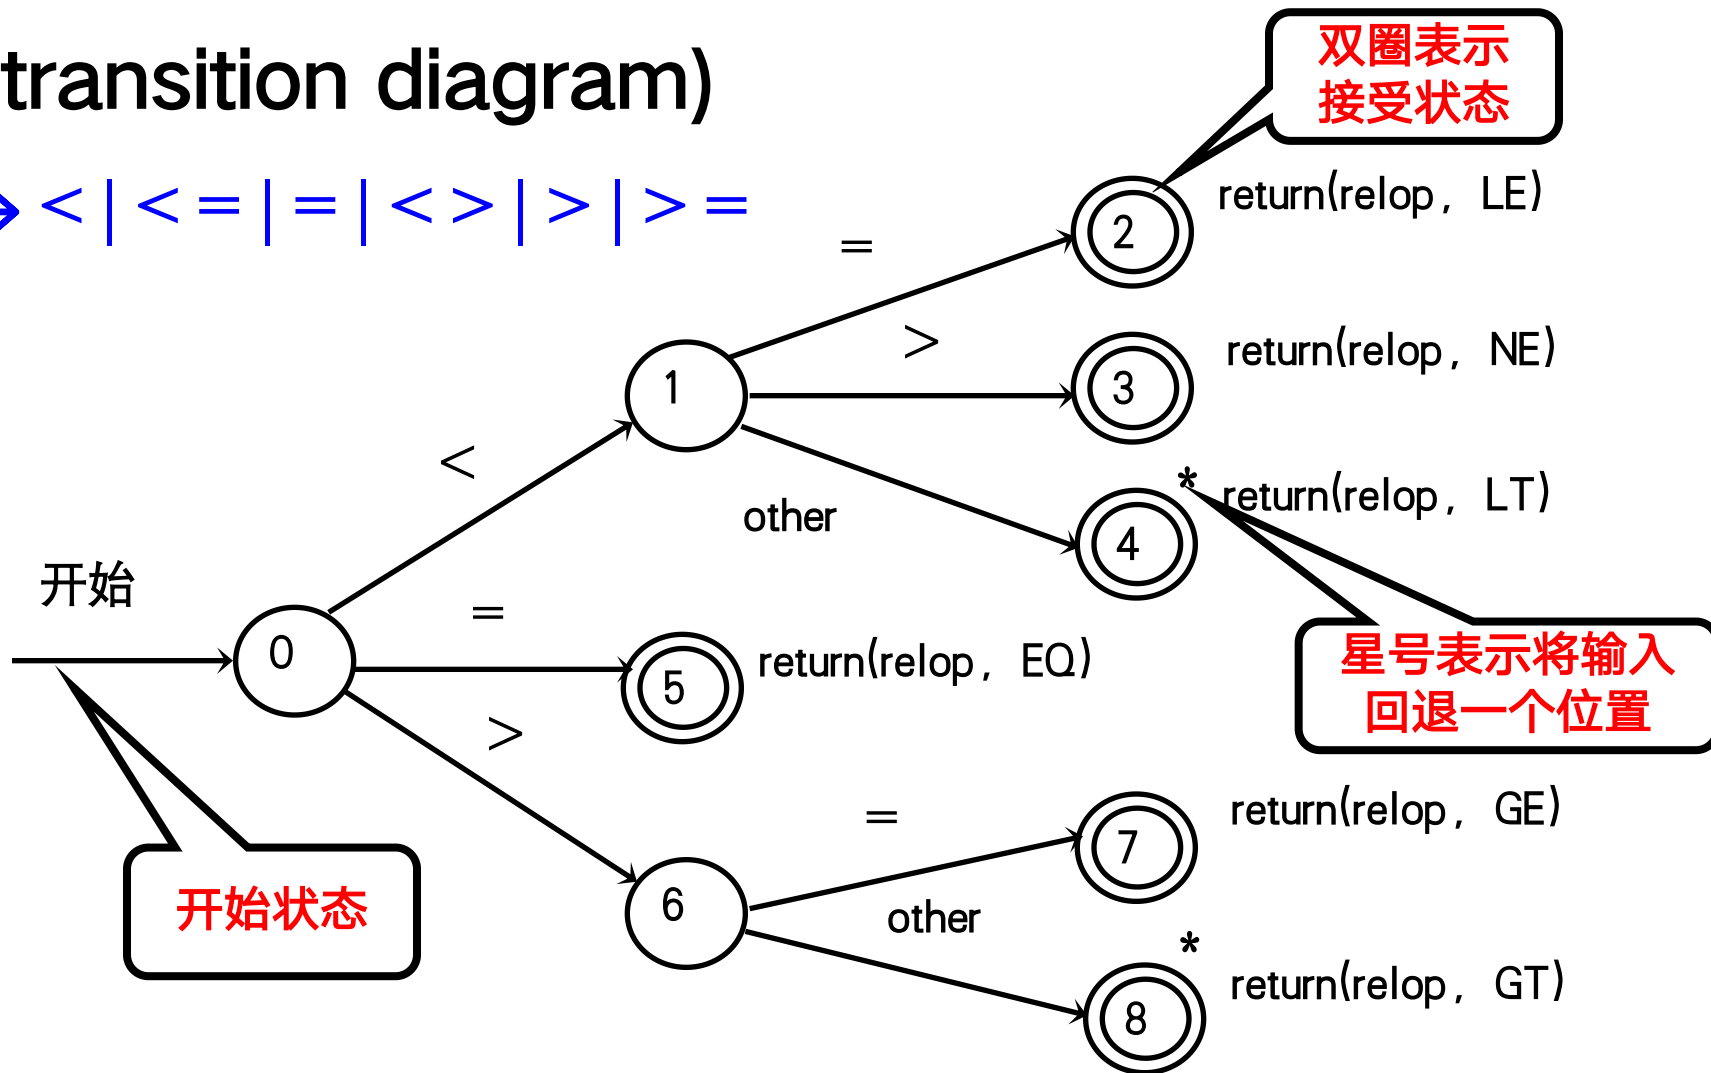 transition diagram)
→ < | < = | = | < > | > | > =
双圈表示
接受状态
=
2
return(relop, LE)
>
1
3
return(relop, NE)
<
other
4
* return(relop, LT)
开始
0
=
5
return(relop, EQ)
星号表示将输入
回退一个位置
>
开始状态
6
=
7
return(relop, GE)
other
*
8
return(relop, GT)